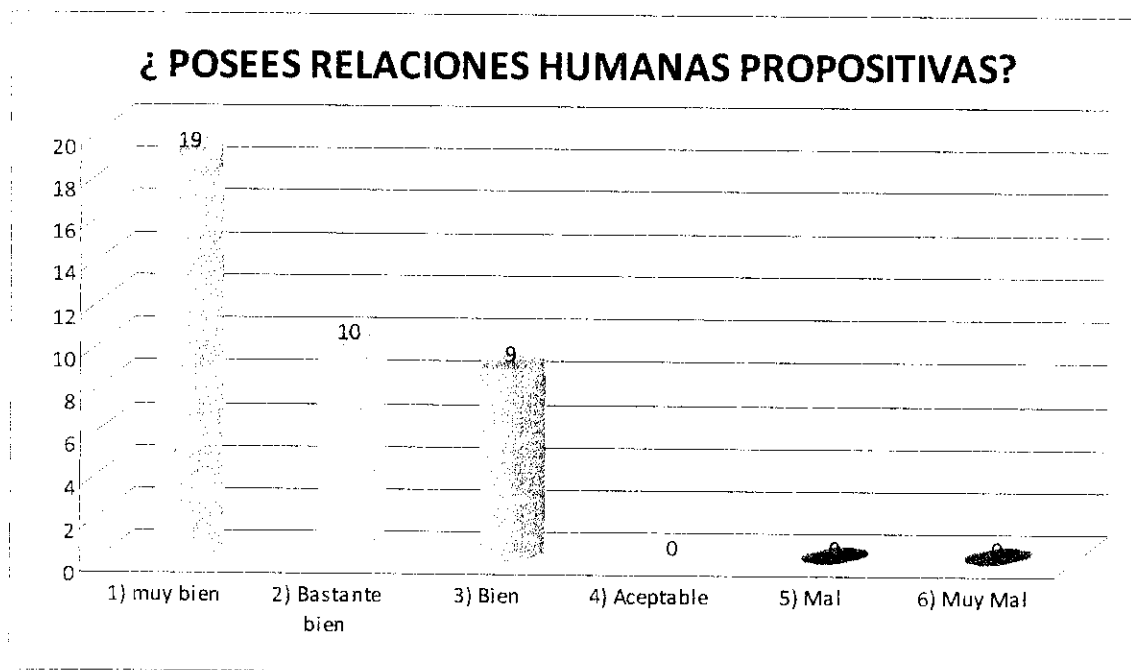 ¿ POSEES RELACIONES HUMANAS PROPOSITIVAS?
20
18
16
14
12
10
8
6
4
2
0
19
10
9
0
0
0
1) muy bien
2) Bastante
bien
3) Bien
4) Aceptable
5) Mal
6) Muy Mal